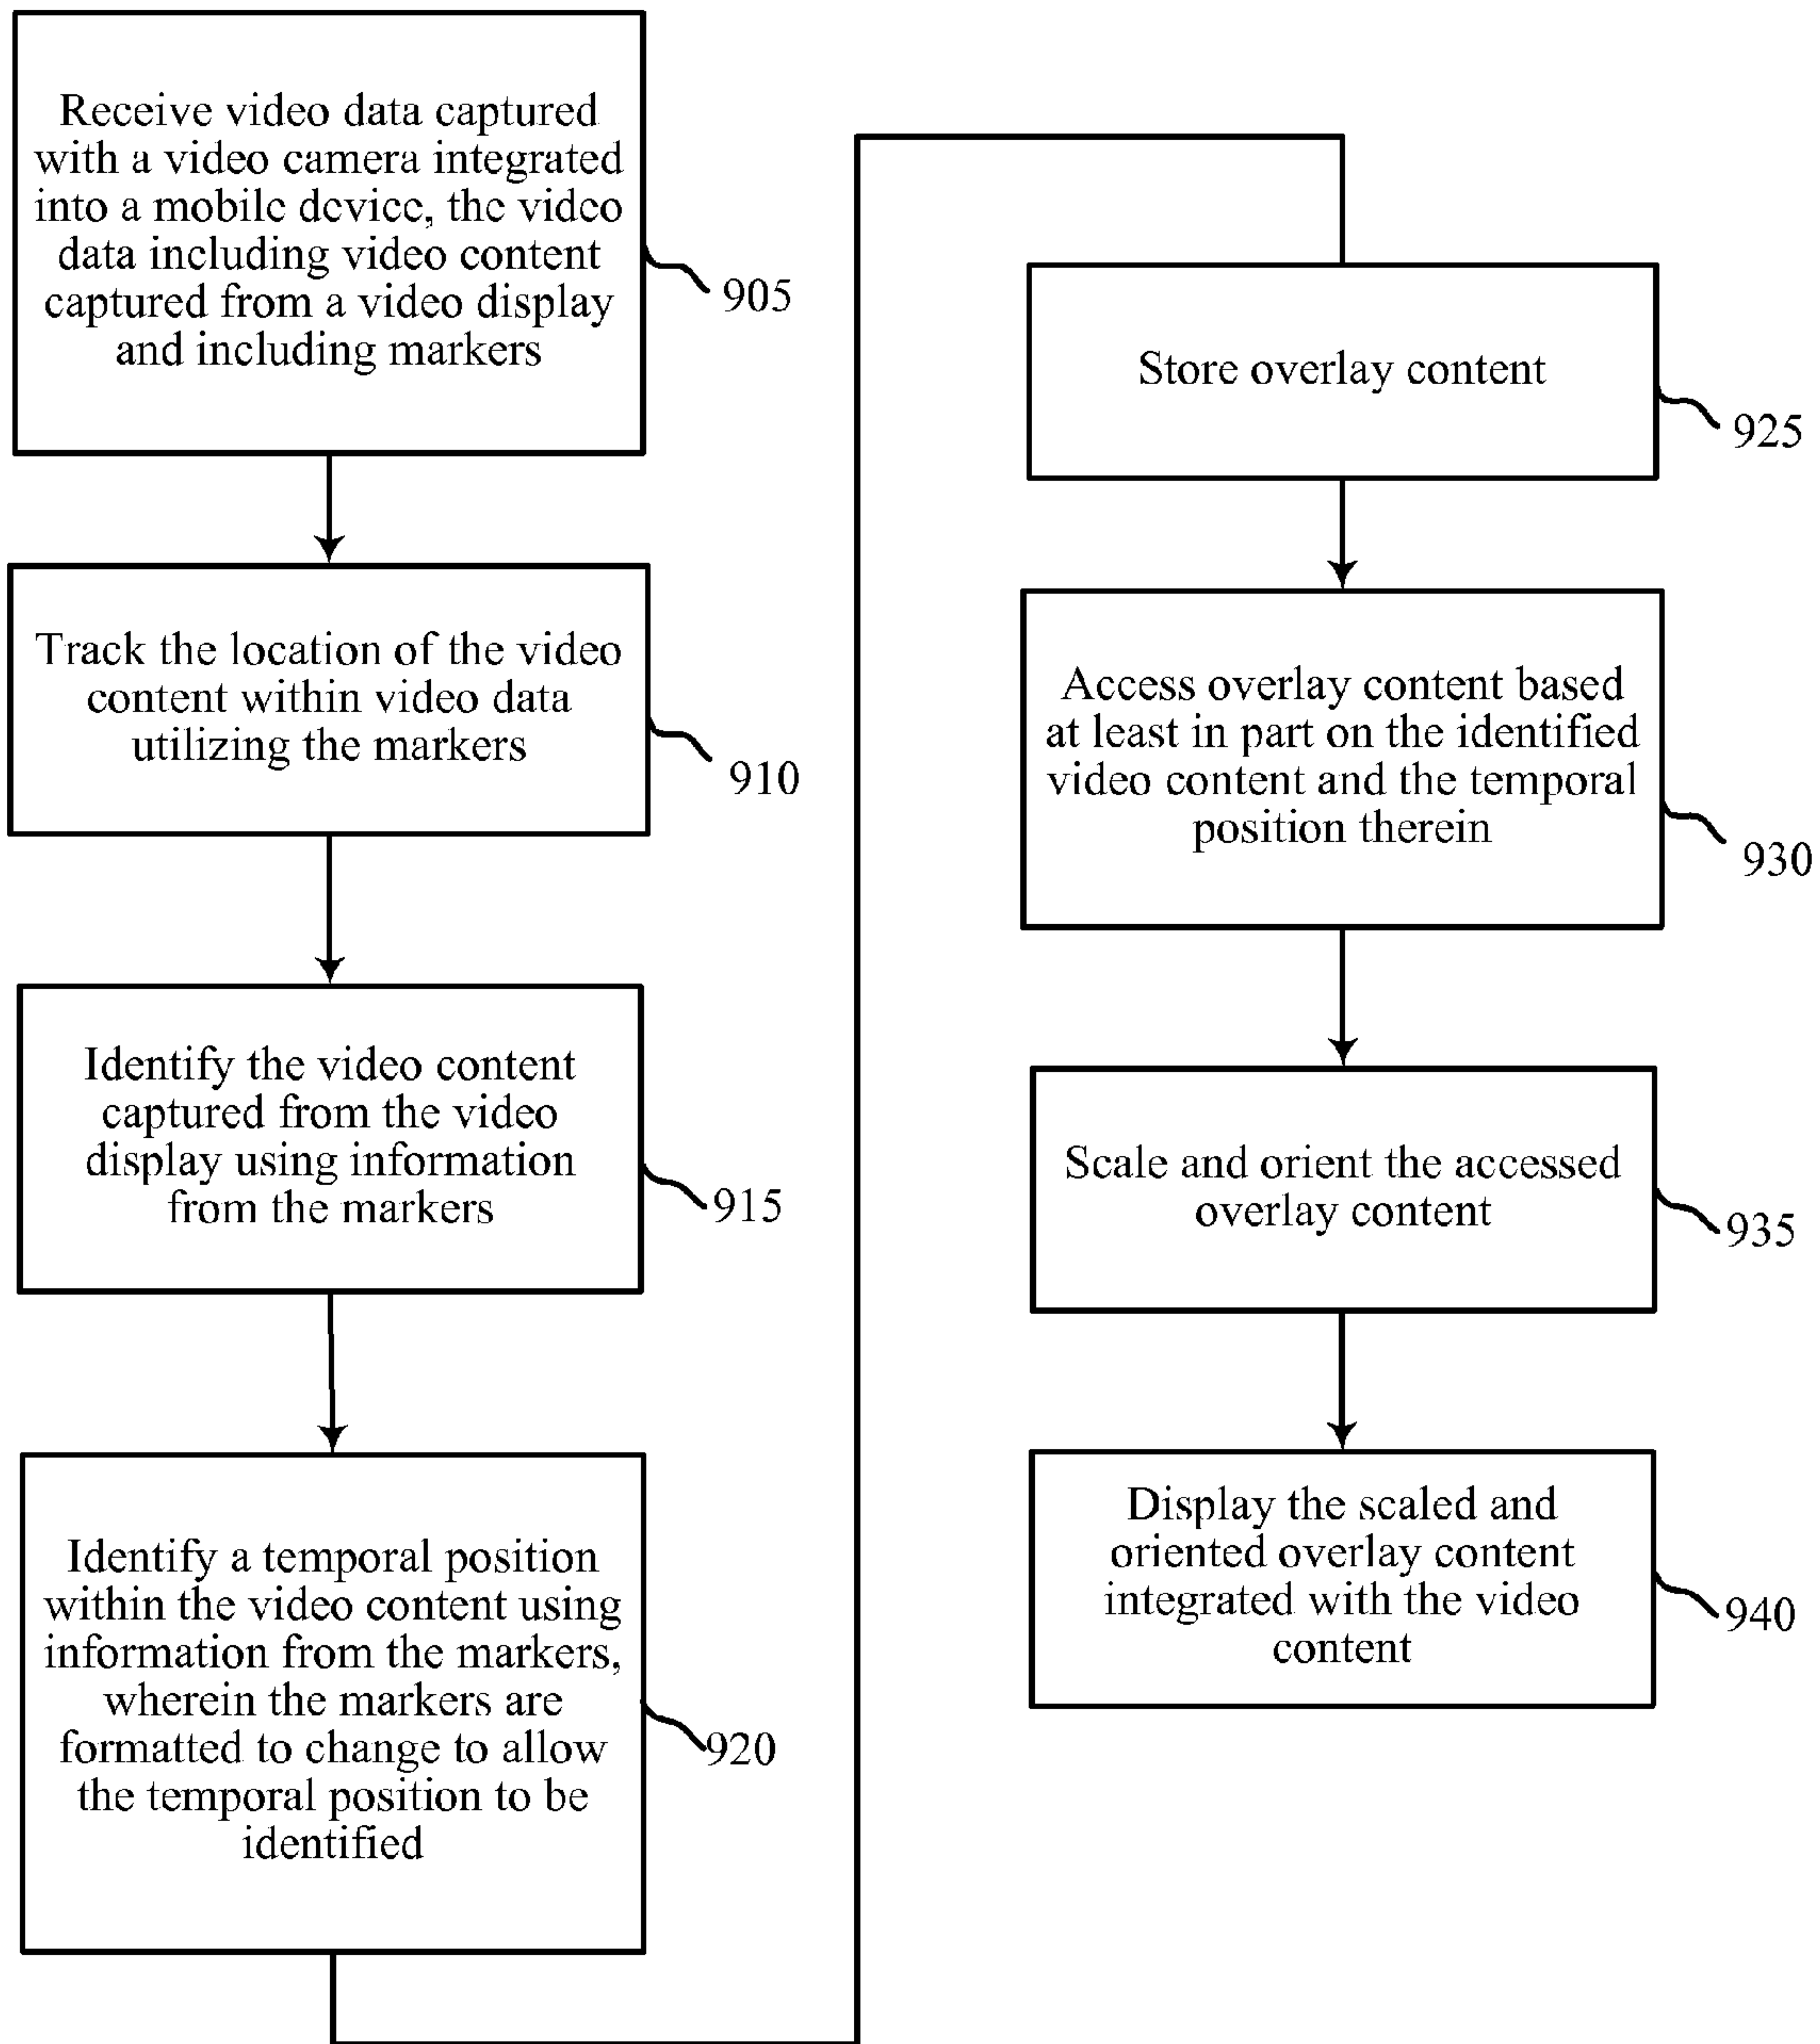 Receive video data captured
with a video camera integrated
into a mobile device, the video
data including video content
captured from a video display
and including markers
905
Track the location of the video
content within video data
utilizing the markers
910
Identify the video content
captured from the video
display using information
from the markers
915
Identify a temporal position
within the video content using
information from the markers,
wherein the markers are
formatted to change to allow
the temporal position to be
identified
920
Store overlay content
925
Access overlay content based
at least in part on the identified
video content and the temporal
position therein
930
Scale and orient the accessed
overlay content
935
Display the scaled and
oriented overlay content
integrated with the video
content
940